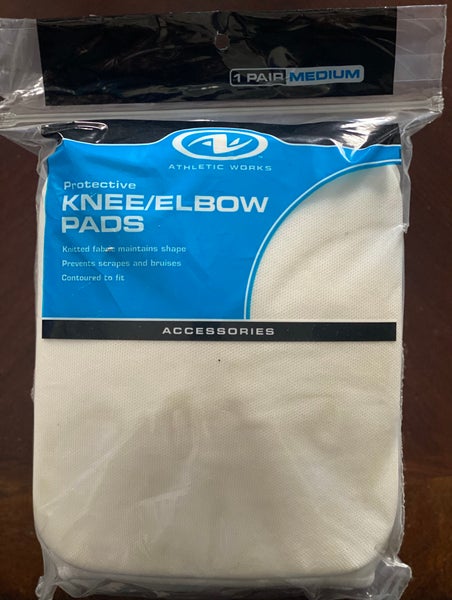 1 PAIR MEDIUM
ATHLETIC WORKS
Protective
KNEE/ELBOW
PADS
Knitted fabric maintains shape
Prevents scrapes and bruises
Contoured to fit
ACCESSORIES